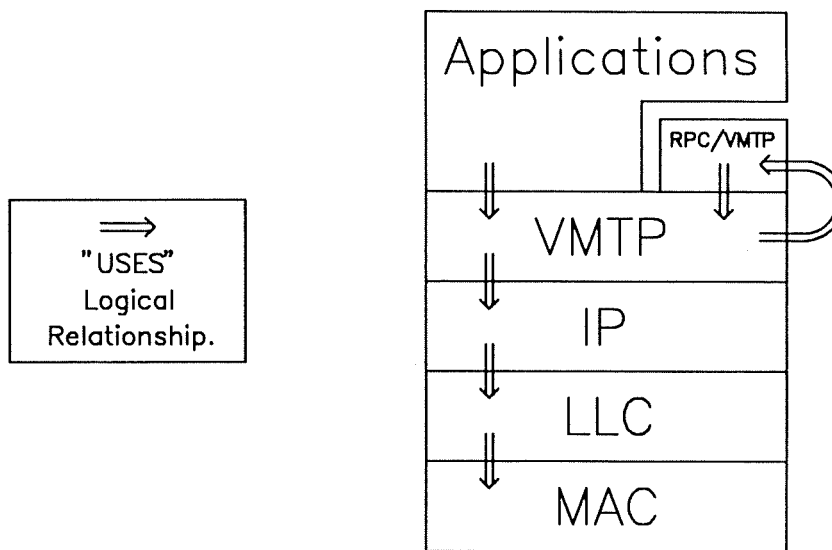 Applications
RPC/VMTP
"USES"
Logical
Relationship.
VMTP
IP
LLC
MAC